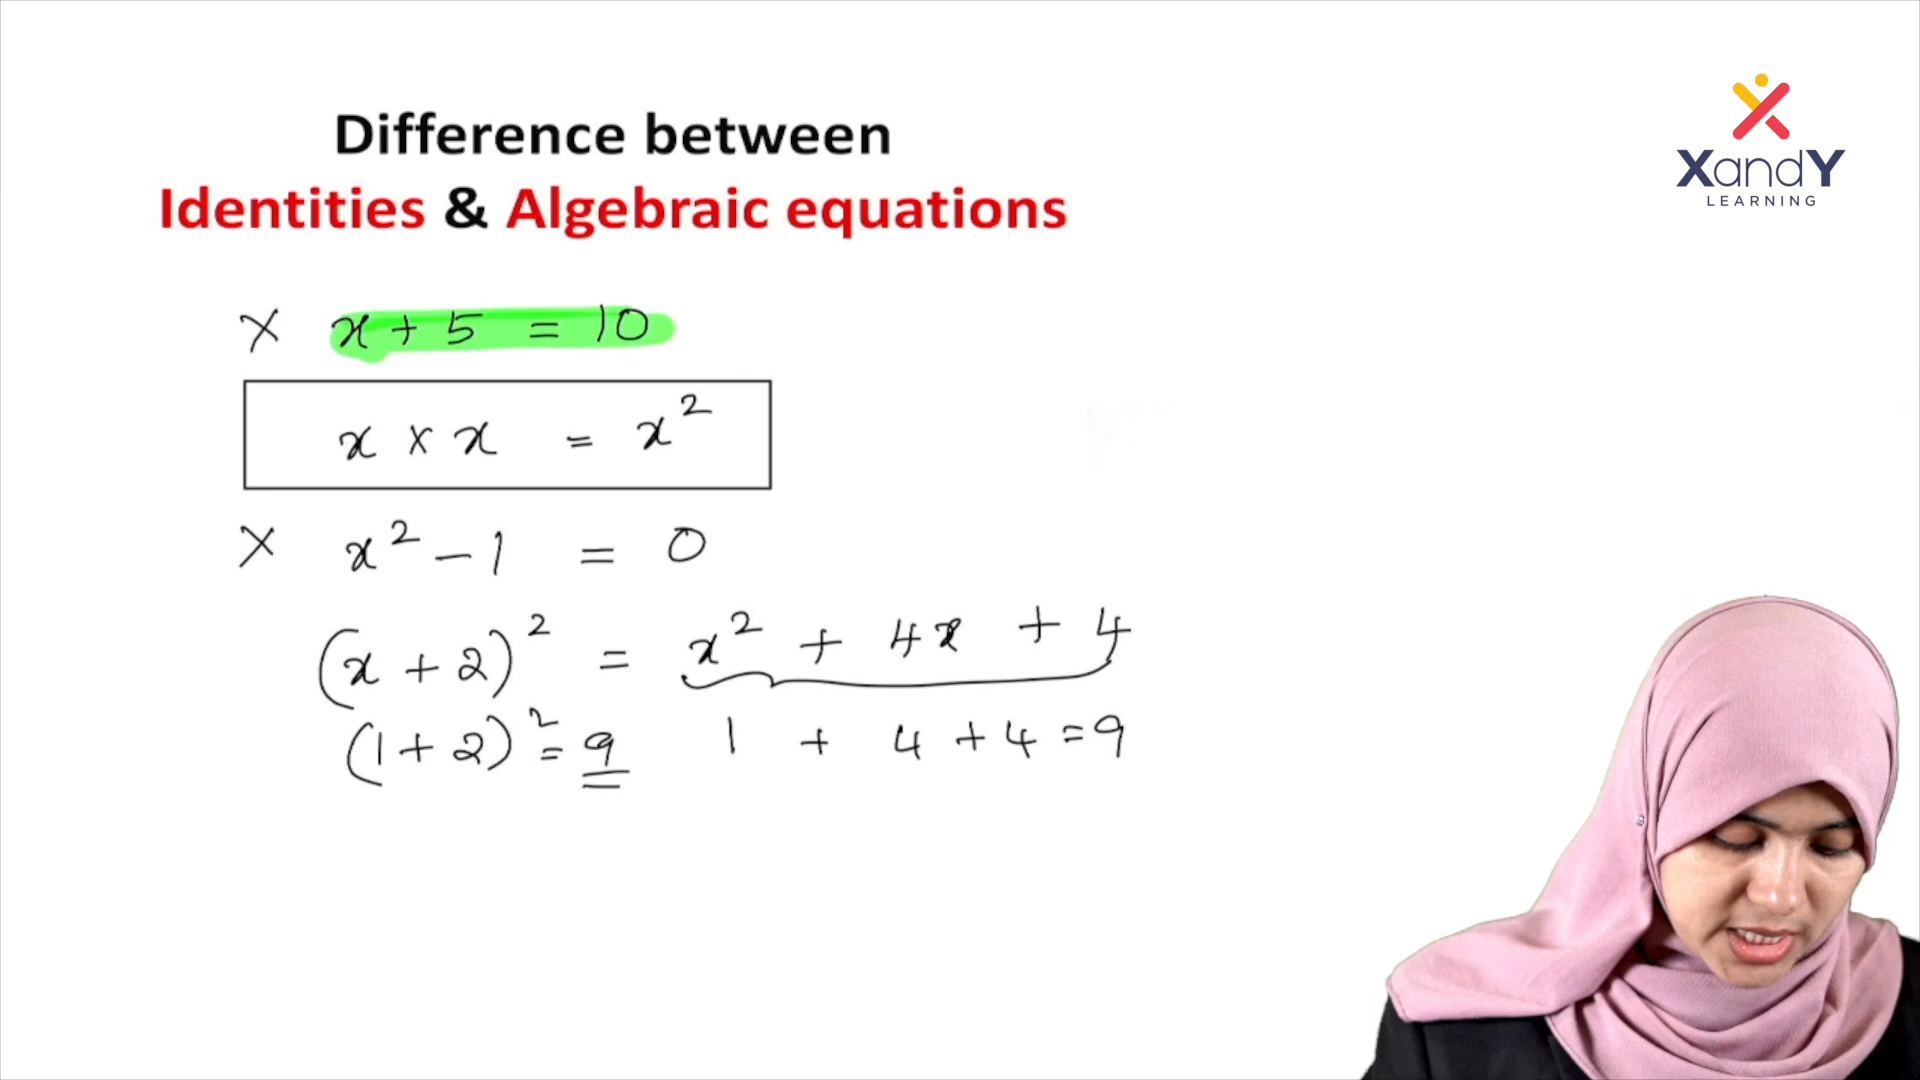 XandY
LEARNING
Difference between
Identities & Algebraic equations
X x + 5 = 10
x × x = x²
X x² - 1 = 0
(x + 2)² = x² + 4x + 4
(1 + 2)² = 9 1 + 4 + 4 = 9